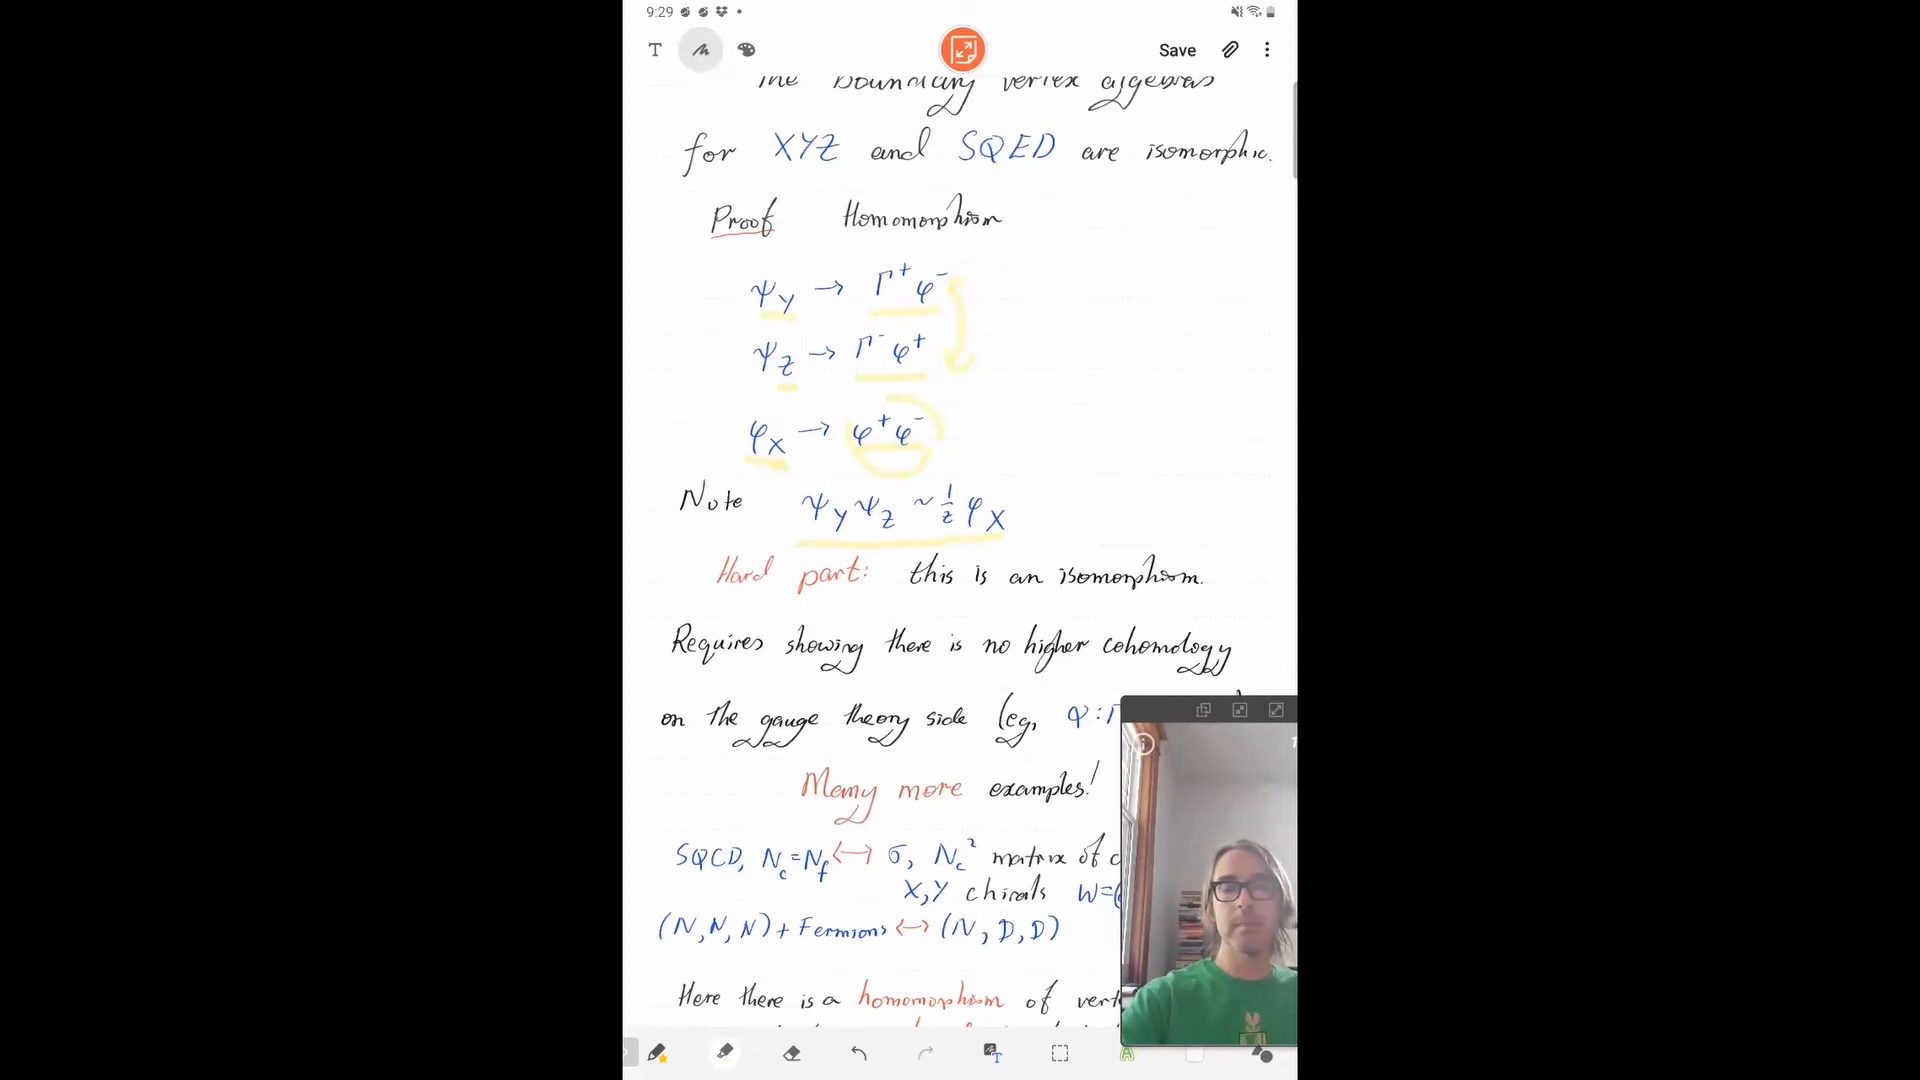 9:29
T Save
The boundary vertex algebras
for XYZ and SQED are isomorphic.
Proof Homomorphism
ψ_Y → Γ⁺φ⁻
ψ_Z → Γ⁻φ⁺
φ_X → φ⁺φ⁻
Note ψ_Y ψ_Z ~ 1/z φ_X
Hard part: this is an isomorphism.
Requires showing there is no higher cohomology
on the gauge theory side (eg,
Many more examples!
SQCD, N_c=N_f ↔ σ, N_c² matrix of
X,Y chirals W=
(N,N,N)+Fermions ↔ (N,D,D)
Here there is a homomorphism of